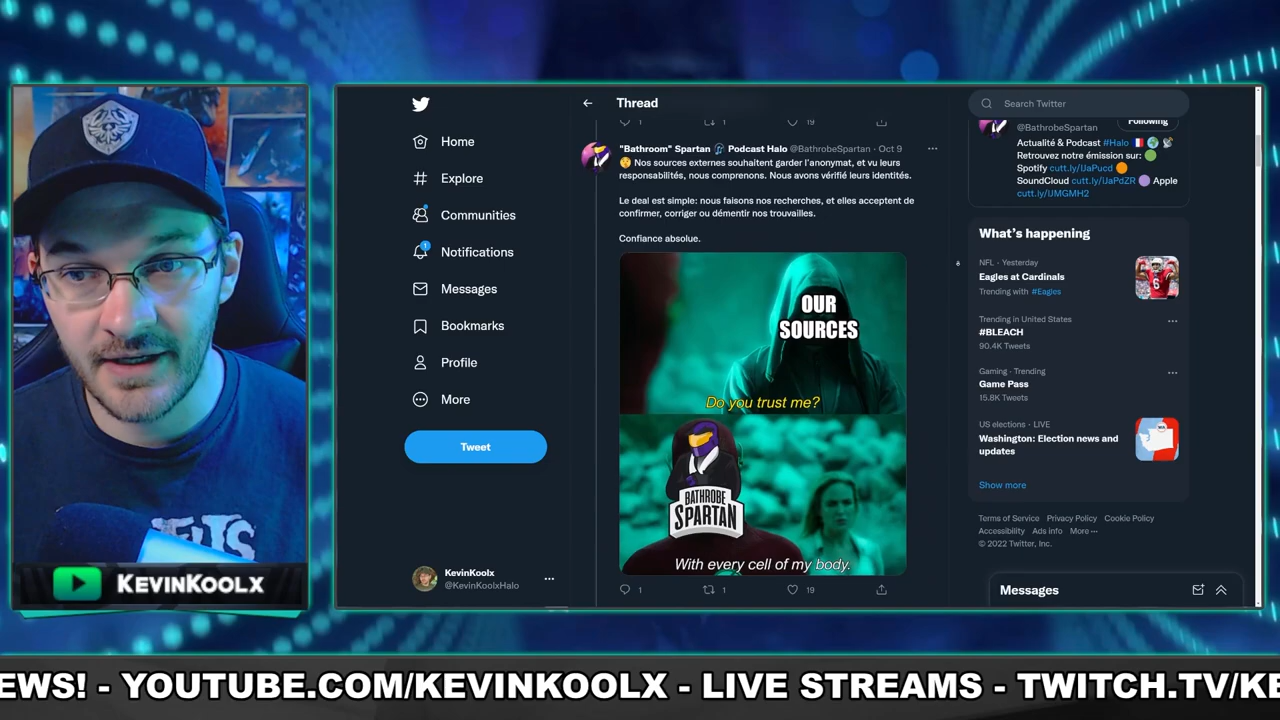 Home
Explore
Communities
1
Notifications
Messages
Bookmarks
Profile
More
Tweet
KevinKoolx
@KevinKoolxHalo
KEVINKOOLX
Thread
1
1
19
"Bathroom" Spartan Podcast Halo @BathrobeSpartan · Oct 9
Nos sources externes souhaitent garder l'anonymat, et vu leurs
responsabilités, nous comprenons. Nous avons vérifié leurs identités.
Le deal est simple: nous faisons nos recherches, et elles acceptent de
confirmer, corriger ou démentir nos trouvailles.
Confiance absolue.
OUR
SOURCES
Do you trust me?
BATHROBE
SPARTAN
With every cell of my body.
1
1
19
Search Twitter
@BathrobeSpartan
Following
Actualité & Podcast #Halo
Retrouvez notre émission sur:
Spotify cutt.ly/IJaPucd
SoundCloud cutt.ly/IJaPdZR Apple
cutt.ly/IJMGMH2
What's happening
NFL · Yesterday
Eagles at Cardinals
Trending with #Eagles
Trending in United States
#BLEACH
90.4K Tweets
Gaming · Trending
Game Pass
15.8K Tweets
US elections · LIVE
Washington: Election news and
updates
Show more
Terms of Service Privacy Policy Cookie Policy
Accessibility Ads info More
© 2022 Twitter, Inc.
Messages
EWS! - YOUTUBE.COM/KEVINKOOLX - LIVE STREAMS - TWITCH.TV/KE